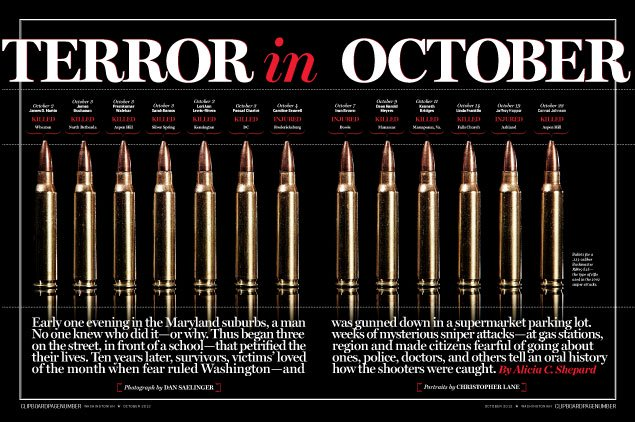 TERROR in OCTOBER
October 2
James D. Martin
KILLED
Wheaton
October 3
James Buchanan
KILLED
North Bethesda
October 3
Premkumar Walekar
KILLED
Aspen Hill
October 3
Sarah Ramos
KILLED
Silver Spring
October 3
Lori Ann Lewis-Rivera
KILLED
Kensington
October 3
Pascal Charlot
KILLED
DC
October 4
Caroline Seawell
INJURED
Fredericksburg
October 7
Iran Brown
INJURED
Bowie
October 9
Dean Harold Meyers
KILLED
Manassas
October 11
Kenneth Bridges
KILLED
Massaponax, Va.
October 14
Linda Franklin
KILLED
Falls Church
October 19
Jeffrey Hopper
INJURED
Ashland
October 22
Conrad Johnson
KILLED
Aspen Hill
Bullets for a
.223-caliber
Bushmaster
Rifle
the type of rifle
used in the 2002
sniper attacks.
Early one evening in the Maryland suburbs, a man was gunned down in a supermarket parking lot.
No one knew who did it—or why. Thus began three weeks of mysterious sniper attacks—at gas stations,
on the street, in front of a school—that petrified the region and made citizens fearful of going about
their lives. Ten years later, survivors, victims' loved ones, police, doctors, and others tell an oral history
of the month when fear ruled Washington—and how the shooters were caught. By Alicia C. Shepard
[ Photograph by DAN SAELINGER ]
[ Portraits by CHRISTOPHER LANE ]
CLIPBOARDPAGENUMBER WASHINGTONIAN ★ OCTOBER 2012
OCTOBER 2012 ★ WASHINGTONIAN CLIPBOARDPAGENUMBER